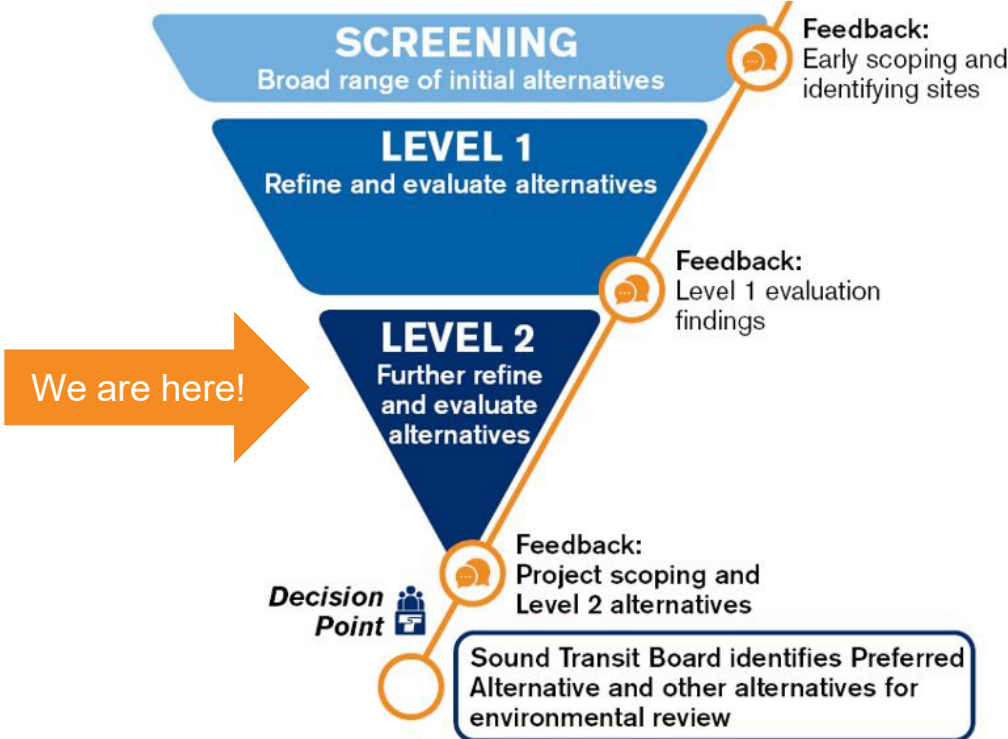 SCREENING
Broad range of initial alternatives
Feedback:
Early scoping and
identifying sites
LEVEL 1
Refine and evaluate alternatives
Feedback:
Level 1 evaluation
findings
We are here!
LEVEL 2
Further refine
and evaluate
alternatives
Feedback:
Project scoping and
Level 2 alternatives
Decision
Point
Sound Transit Board identifies Preferred
Alternative and other alternatives for
environmental review